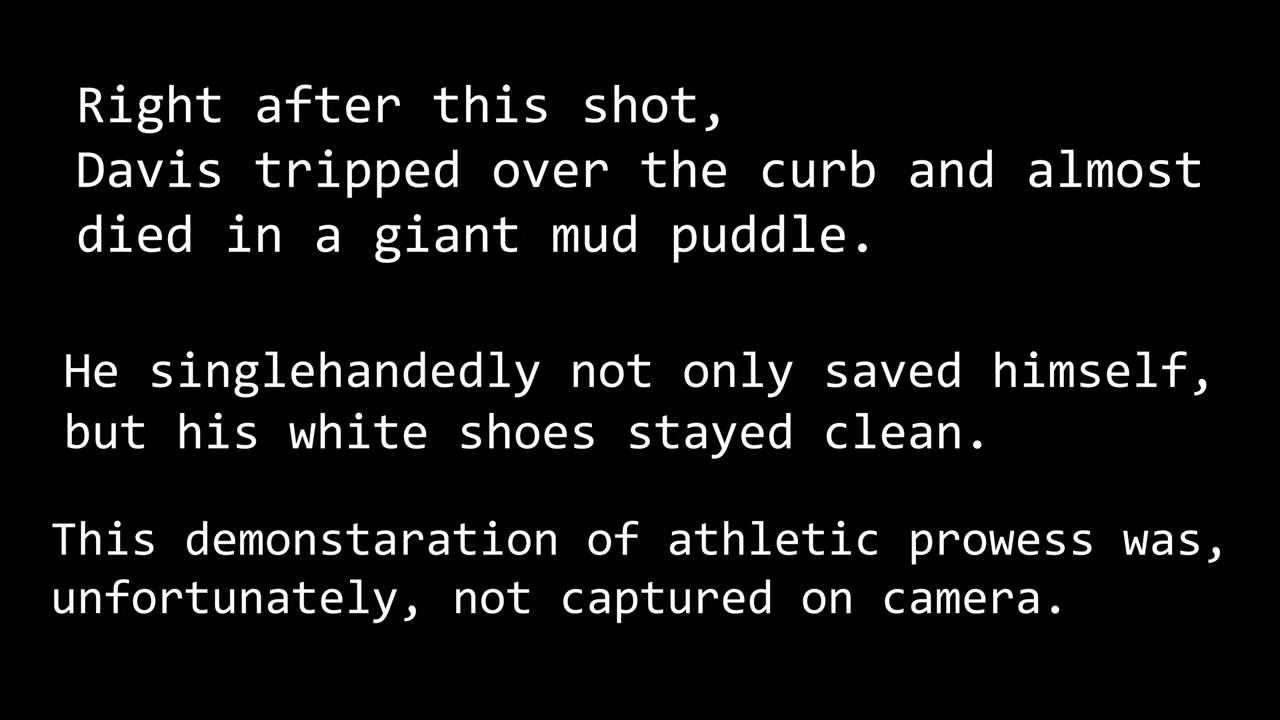 Right after this shot,
Davis tripped over the curb and almost
died in a giant mud puddle.
He singlehandedly not only saved himself,
but his white shoes stayed clean.
This demonstaration of athletic prowess was,
unfortunately, not captured on camera.